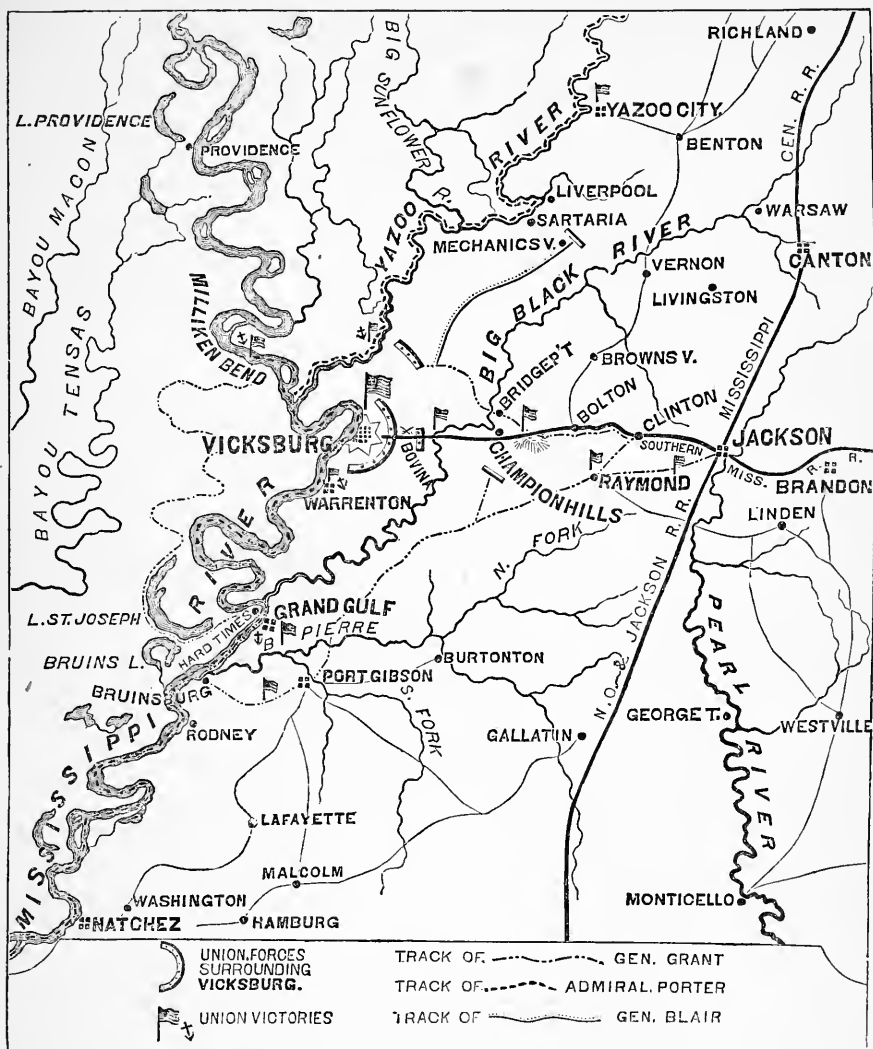 RICHLAND
CEN. R.R.
BIG SUNFLOWER R.
L. PROVIDENCE
PROVIDENCE
YAZOO CITY
BENTON
BAYOU MACON
YAZOO RIVER
LIVERPOOL
SARTARIA
WARSAW
MECHANICSV.
BIG BLACK RIVER
CANTON
VERNON
LIVINGSTON
MILLIKEN BEND
BAYOU TENSAS
BROWNSV.
BRIDGEP'T
MISSISSIPPI
BOLTON
CLINTON
VICKSBURG
X
BOVINA
SOUTHERN
JACKSON
MISS. R. R.
CHAMPION HILLS
RAYMOND
BRANDON
WARRENTON
LINDEN
N. FORK
RIVER
L. ST. JOSEPH
HARD TIMES
GRAND GULF
B
PIERRE
N.O. & JACKSON R.R.
PEARL RIVER
BRUINS L.
BURTONTON
BRUINSBURG
PORT GIBSON
S. FORK
GEORGE T.
WESTVILLE
MISSISSIPPI
RODNEY
GALLATIN
LAFAYETTE
MALCOLM
WASHINGTON
MONTICELLO
NATCHEZ
HAMBURG
UNION FORCES
SURROUNDING
VICKSBURG.
UNION VICTORIES
TRACK OF GEN. GRANT
TRACK OF ADMIRAL. PORTER
TRACK OF GEN. BLAIR